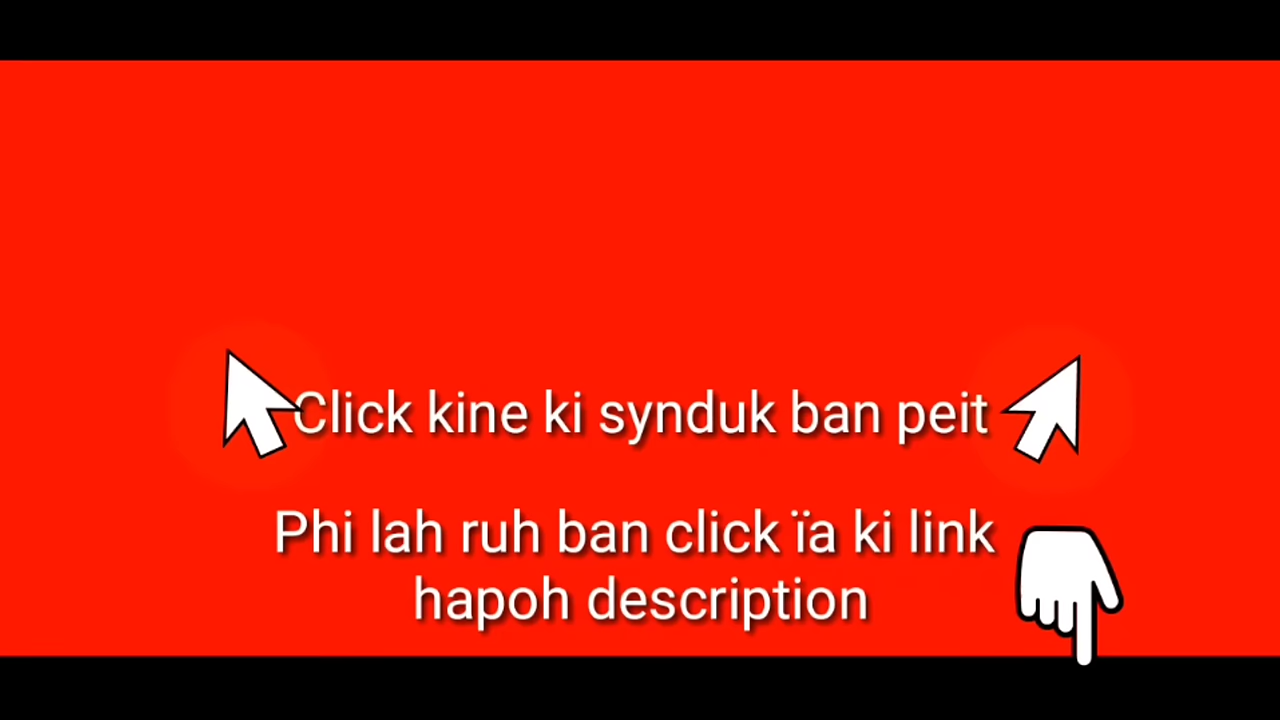 Click kine ki synduk ban peit
Phi lah ruh ban click ïa ki link
hapoh description